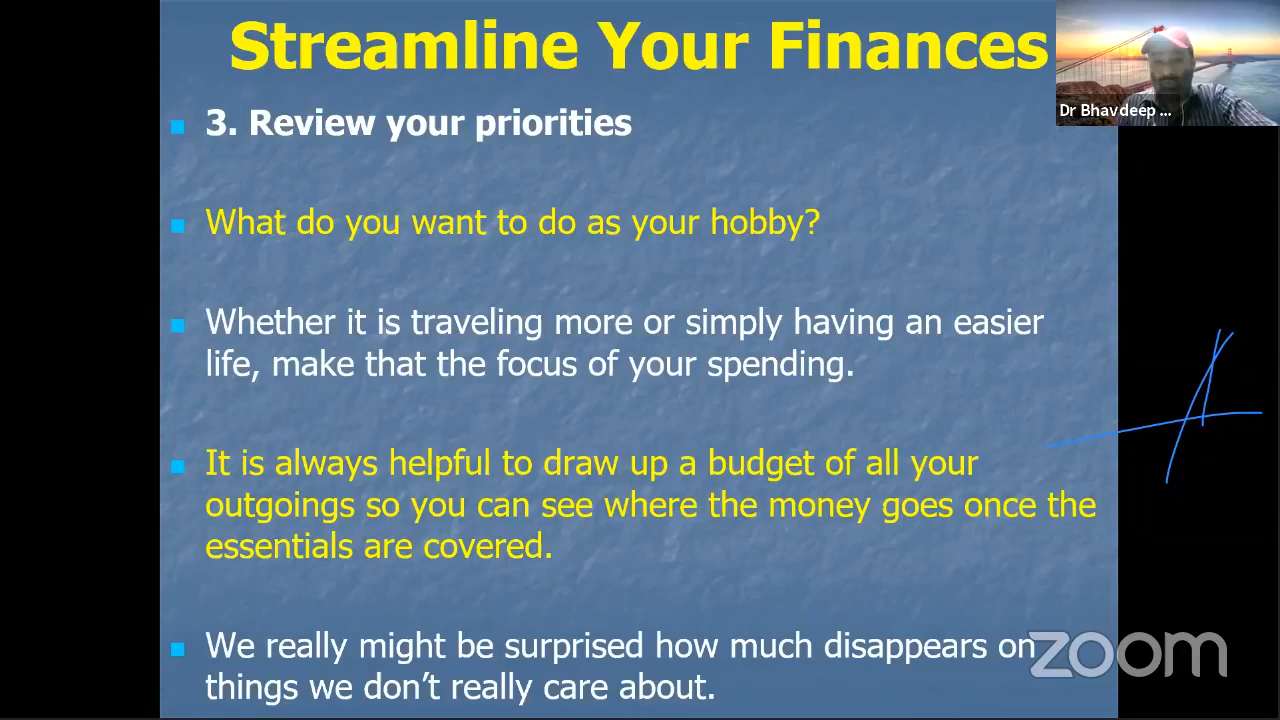 Streamline Your Finances
3. Review your priorities
What do you want to do as your hobby?
Whether it is traveling more or simply having an easier
life, make that the focus of your spending.
It is always helpful to draw up a budget of all your
outgoings so you can see where the money goes once the
essentials are covered.
We really might be surprised how much disappears on
things we don’t really care about.
Dr Bhavdeep ...
zoom